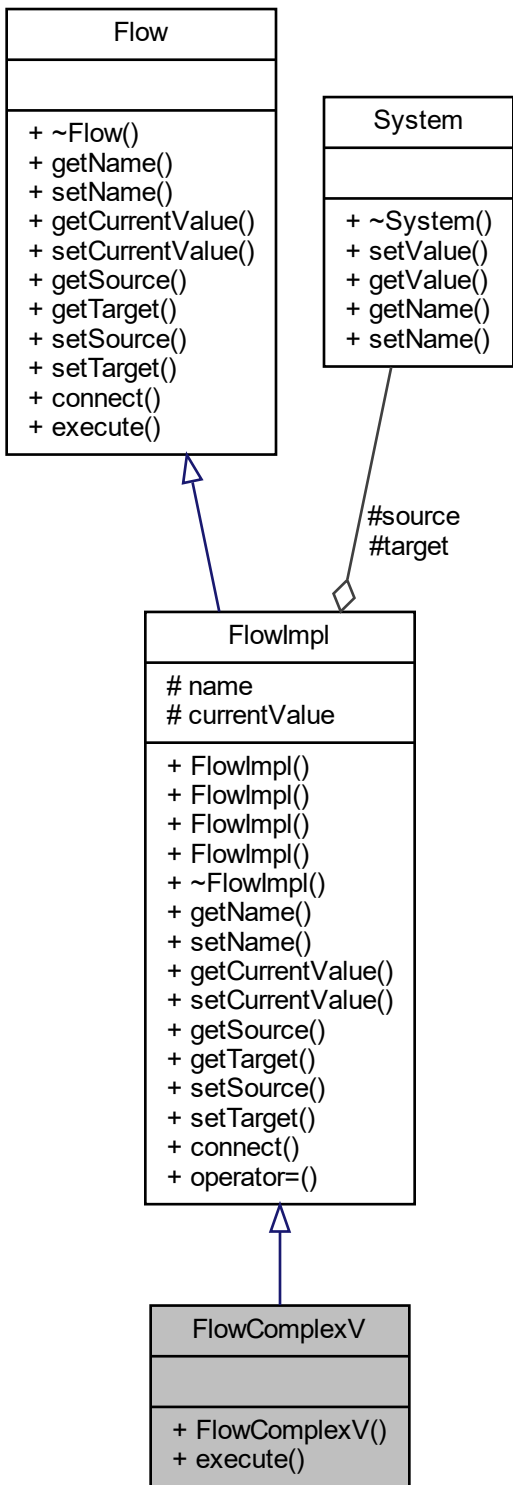 Flow
+ ~Flow()
+ getName()
+ setName()
+ getCurrentValue()
+ setCurrentValue()
+ getSource()
+ getTarget()
+ setSource()
+ setTarget()
+ connect()
+ execute()
System
+ ~System()
+ setValue()
+ getValue()
+ getName()
+ setName()
#source
#target
FlowImpl
# name
# currentValue
+ FlowImpl()
+ FlowImpl()
+ FlowImpl()
+ FlowImpl()
+ ~FlowImpl()
+ getName()
+ setName()
+ getCurrentValue()
+ setCurrentValue()
+ getSource()
+ getTarget()
+ setSource()
+ setTarget()
+ connect()
+ operator=()
FlowComplexV
+ FlowComplexV()
+ execute()